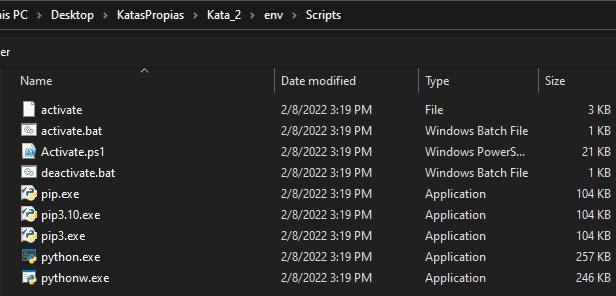 his PC > Desktop > KatasPropias > Kata_2 > env > Scripts
er
Name Date modified Type Size
activate 2/8/2022 3:19 PM File 3 KB
activate.bat 2/8/2022 3:19 PM Windows Batch File 1 KB
Activate.ps1 2/8/2022 3:19 PM Windows PowerS... 21 KB
deactivate.bat 2/8/2022 3:19 PM Windows Batch File 1 KB
pip.exe 2/8/2022 3:19 PM Application 104 KB
pip3.10.exe 2/8/2022 3:19 PM Application 104 KB
pip3.exe 2/8/2022 3:19 PM Application 104 KB
python.exe 2/8/2022 3:19 PM Application 257 KB
pythonw.exe 2/8/2022 3:19 PM Application 246 KB